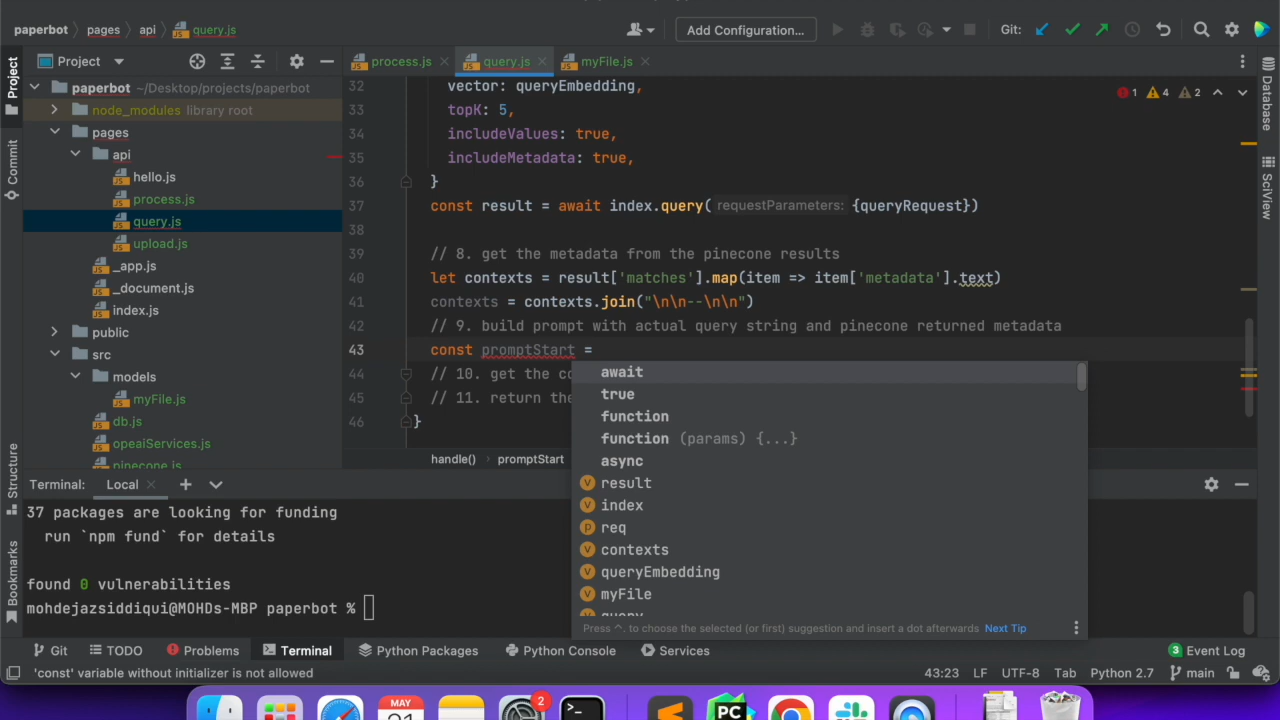 paperbot pages api query.js
Add Configuration...
Git:
Project
process.js
query.js
myFile.js
Project
Commit
Structure
Bookmarks
paperbot ~/Desktop/projects/paperbot
node_modules library root
pages
api
hello.js
process.js
query.js
upload.js
_app.js
_document.js
index.js
public
src
models
myFile.js
db.js
opeaiServices.js
pinecone.js
32 vector: queryEmbedding,
33 topK: 5,
34 includeValues: true,
35 includeMetadata: true,
36 }
37 const result = await index.query( requestParameters: {queryRequest})
38
39 // 8. get the metadata from the pinecone results
40 let contexts = result['matches'].map(item => item['metadata'].text)
41 contexts = contexts.join("\n\n--\n\n")
42 // 9. build prompt with actual query string and pinecone returned metadata
43 const promptStart =
44 // 10. get the co
45 // 11. return the
46 }
1 4 2
Database
SciView
handle() promptStart
await
true
function
function (params) {...}
async
result
index
req
contexts
queryEmbedding
myFile
query
Press ^. to choose the selected (or first) suggestion and insert a dot afterwards Next Tip
Terminal: Local
37 packages are looking for funding
run `npm fund` for details
found 0 vulnerabilities
mohdejazsiddiqui@MOHDs-MBP paperbot %
Git TODO Problems Terminal Python Packages Python Console Services 3 Event Log
'const' variable without initializer is not allowed 43:23 LF UTF-8 Tab Python 2.7 main
MAY
2
PC